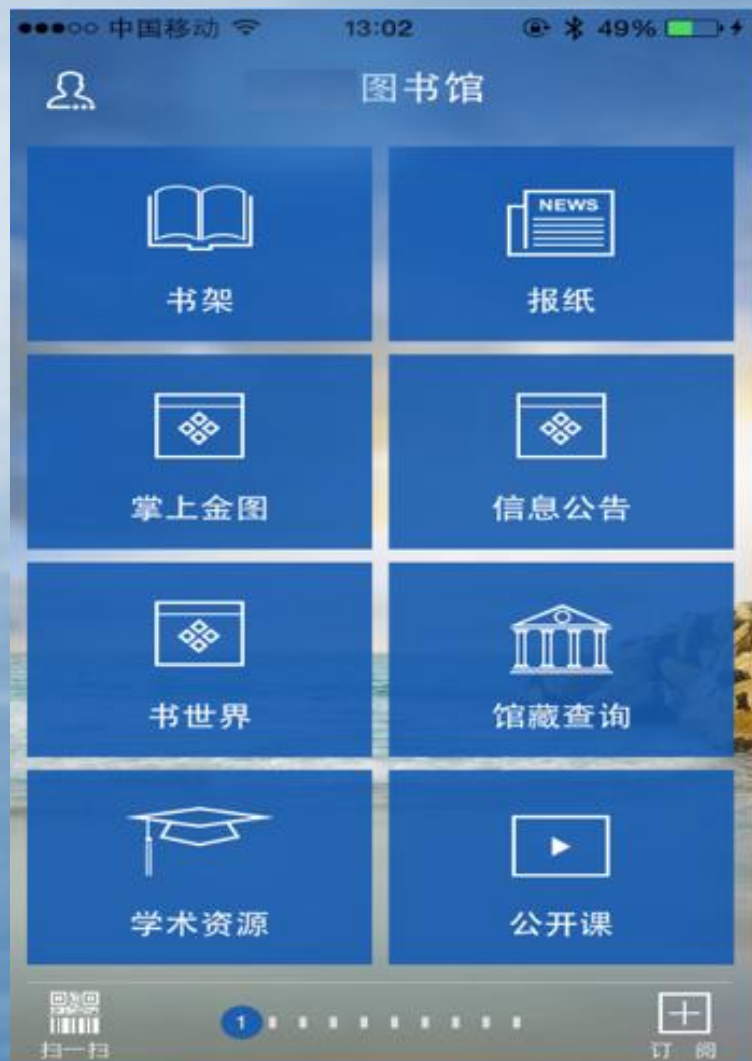 中国移动 13:02 49%
图书馆
NEWS
书架 报纸
掌上金图 信息公告
书世界 馆藏查询
学术资源 公开课
1
扫一扫 订 阅